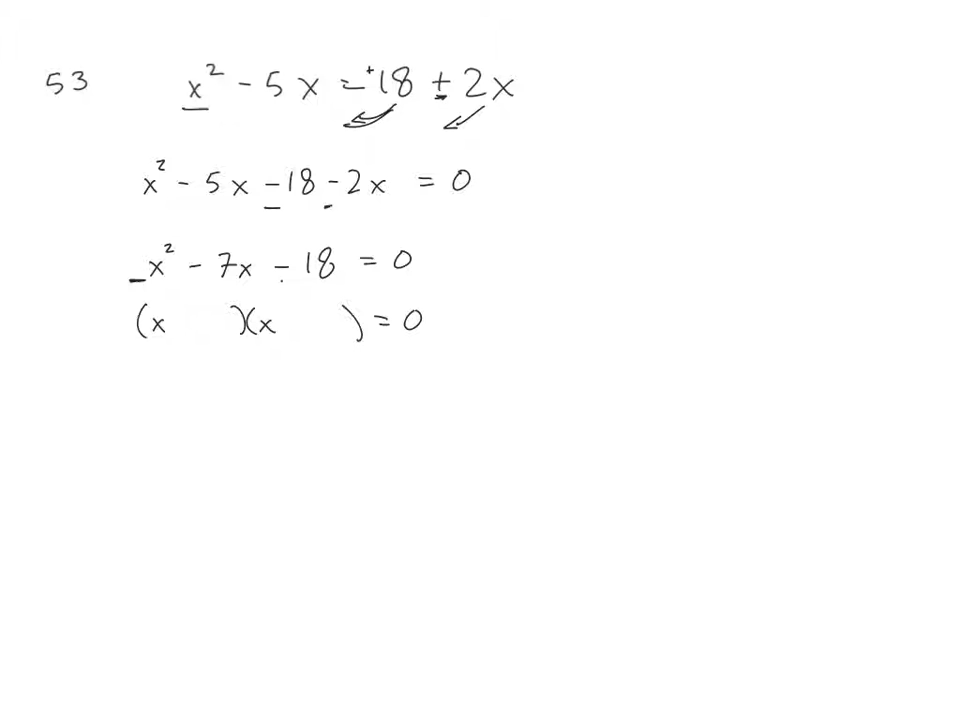 53 x² - 5x = +18 + 2x
x² - 5x - 18 - 2x = 0
x² - 7x - 18 = 0
(x )(x ) = 0